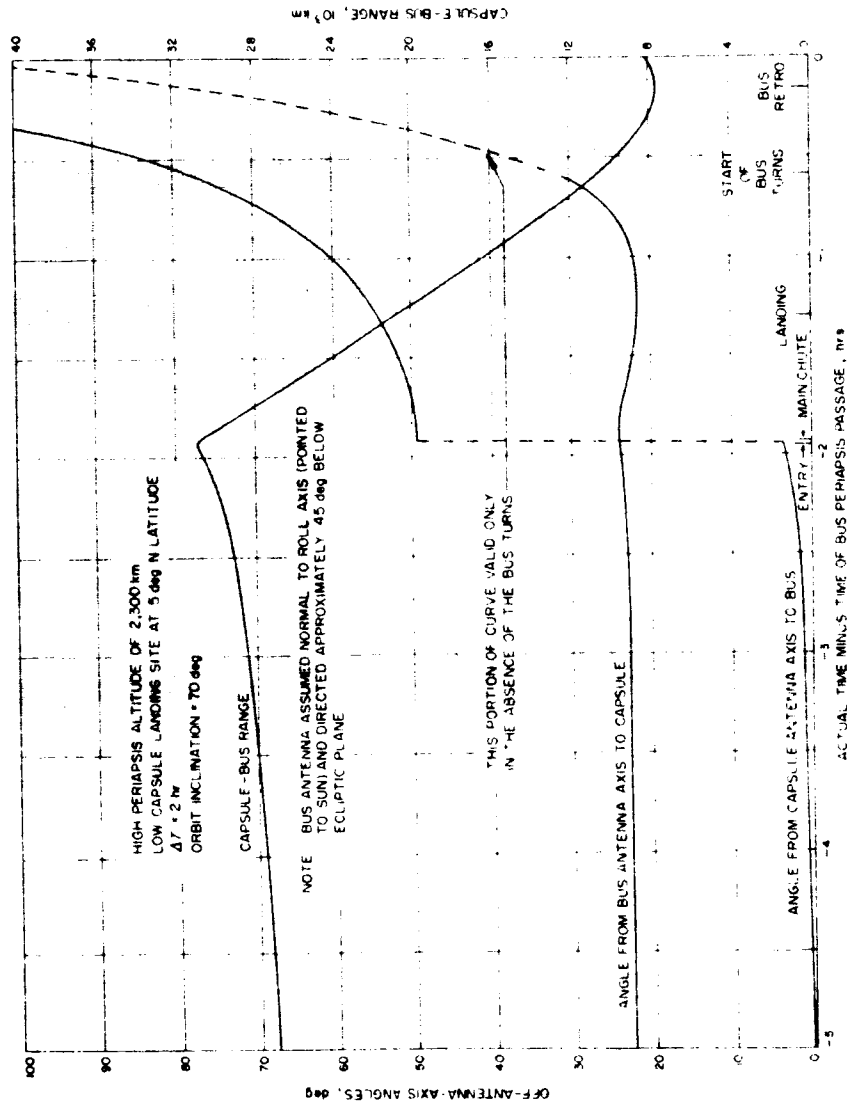 CAPSULE-BUS RANGE, 10³ km
40
36
32
28
24
20
16
12
8
4
0
HIGH PERIAPSIS ALTITUDE OF 2,300 km
LOW CAPSULE LANDING SITE AT 5 deg N LATITUDE
ΔT = 2 hr
ORBIT INCLINATION = 70 deg
CAPSULE-BUS RANGE
NOTE BUS ANTENNA ASSUMED NORMAL TO ROLL AXIS (POINTED
TO SUN) AND DIRECTED APPROXIMATELY 45 deg BELOW
ECLIPTIC PLANE
THIS PORTION OF CURVE VALID ONLY
IN THE ABSENCE OF THE BUS TURNS
ANGLE FROM BUS ANTENNA AXIS TO CAPSULE
ANGLE FROM CAPSULE ANTENNA AXIS TO BUS
ENTRY
MAIN CHUTE
LANDING
START
OF
BUS
TURNS
BUS
RETRO
100
90
80
70
60
50
40
30
20
10
0
OFF-ANTENNA-AXIS ANGLES, deg
-5
-4
-3
-2
-1
0
ACTUAL TIME MINUS TIME OF BUS PERIAPSIS PASSAGE, hrs